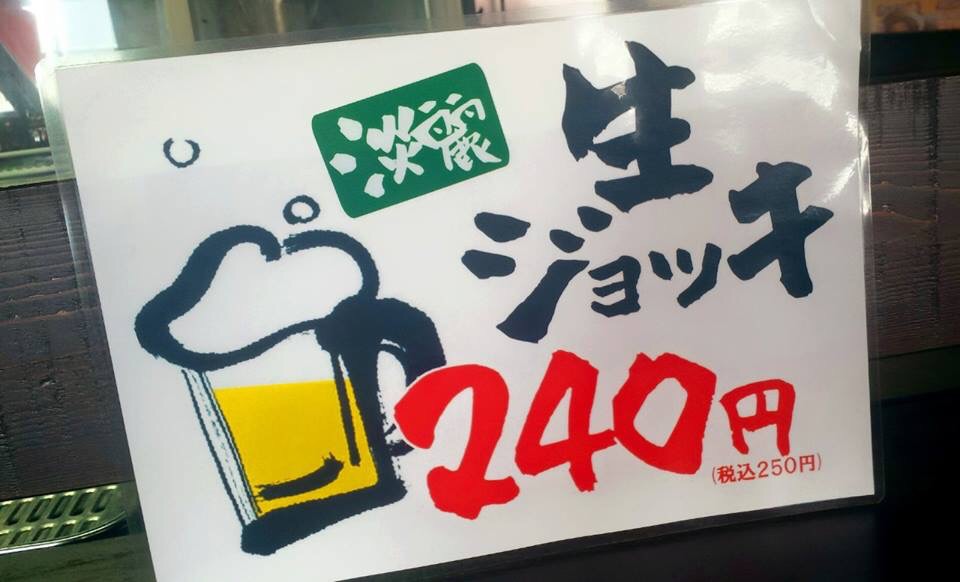 淡麗
生
ジョッキ
240円
(税込250円)